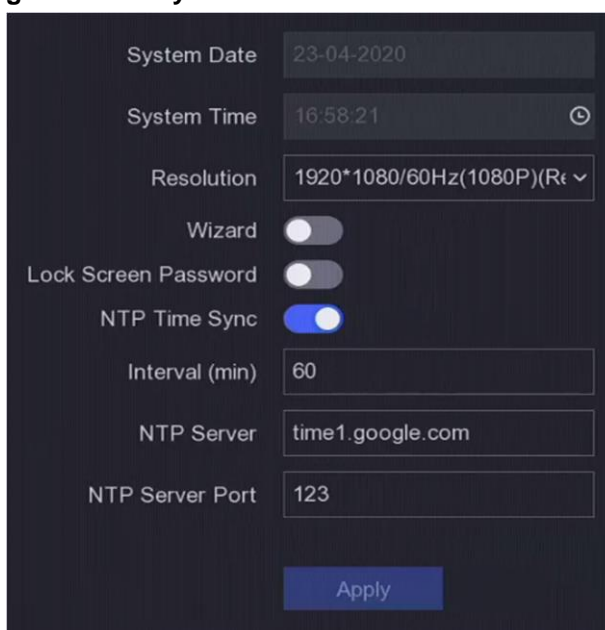 System Date 23-04-2020
System Time 16:58:21
Resolution 1920*1080/60Hz(1080P)(Re
Wizard
Lock Screen Password
NTP Time Sync
Interval (min) 60
NTP Server time1.google.com
NTP Server Port 123
Apply